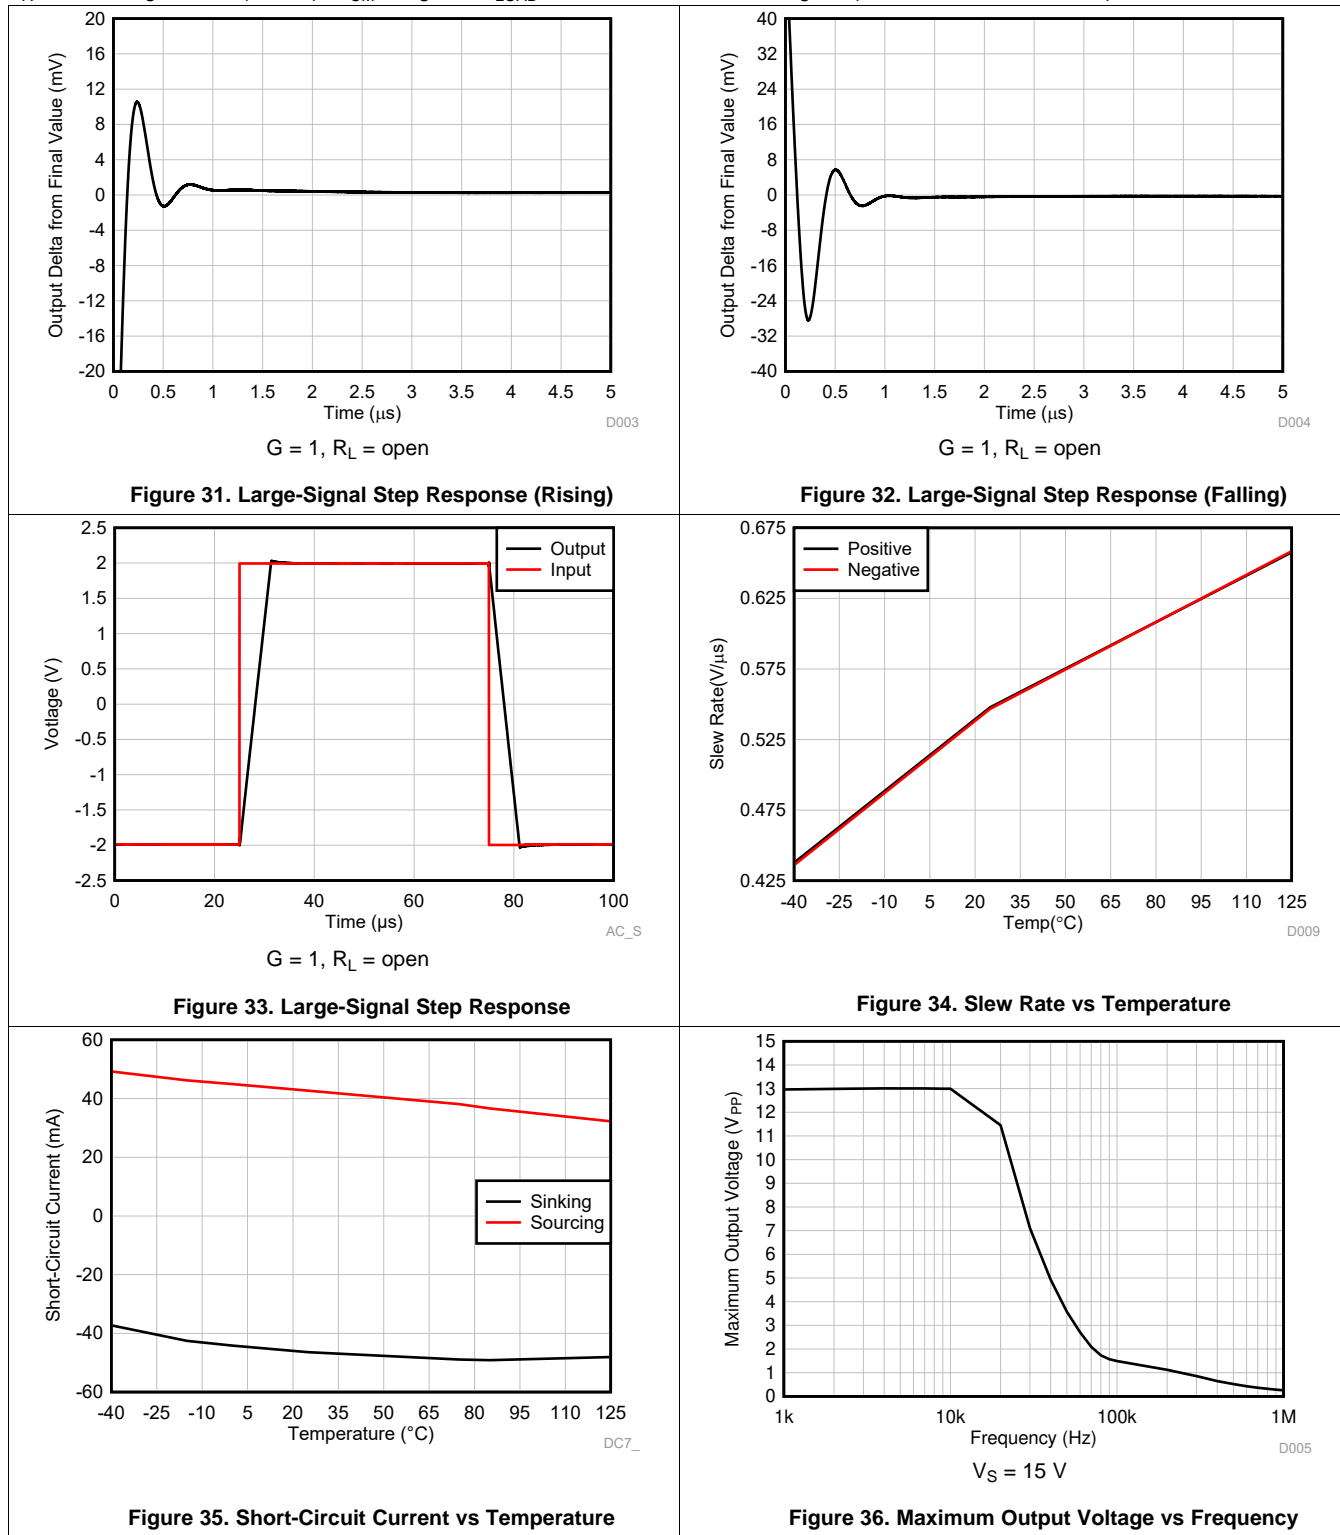 20
16
12
8
4
0
-4
-8
-12
-16
-20
Output Delta from Final Value (mV)
0 0.5 1 1.5 2 2.5 3 3.5 4 4.5 5
Time (μs)
D003
G = 1, RL = open
Figure 31. Large-Signal Step Response (Rising)
40
32
24
16
8
0
-8
-16
-24
-32
-40
Output Delta from Final Value (mV)
0 0.5 1 1.5 2 2.5 3 3.5 4 4.5 5
Time (μs)
D004
G = 1, RL = open
Figure 32. Large-Signal Step Response (Falling)
2.5
2
1.5
1
0.5
0
-0.5
-1
-1.5
-2
-2.5
Votlage (V)
Output
Input
0 20 40 60 80 100
Time (µs)
AC_S
G = 1, RL = open
Figure 33. Large-Signal Step Response
0.675
0.625
0.575
0.525
0.475
0.425
Slew Rate(V/μs)
Positive
Negative
-40 -25 -10 5 20 35 50 65 80 95 110 125
Temp(°C)
D009
Figure 34. Slew Rate vs Temperature
60
40
20
0
-20
-40
-60
Short-Circuit Current (mA)
Sinking
Sourcing
-40 -25 -10 5 20 35 50 65 80 95 110 125
Temperature (°C)
DC7_
Figure 35. Short-Circuit Current vs Temperature
15
14
13
12
11
10
9
8
7
6
5
4
3
2
1
0
Maximum Output Voltage (VPP)
1k 10k 100k 1M
Frequency (Hz)
D005
VS = 15 V
Figure 36. Maximum Output Voltage vs Frequency